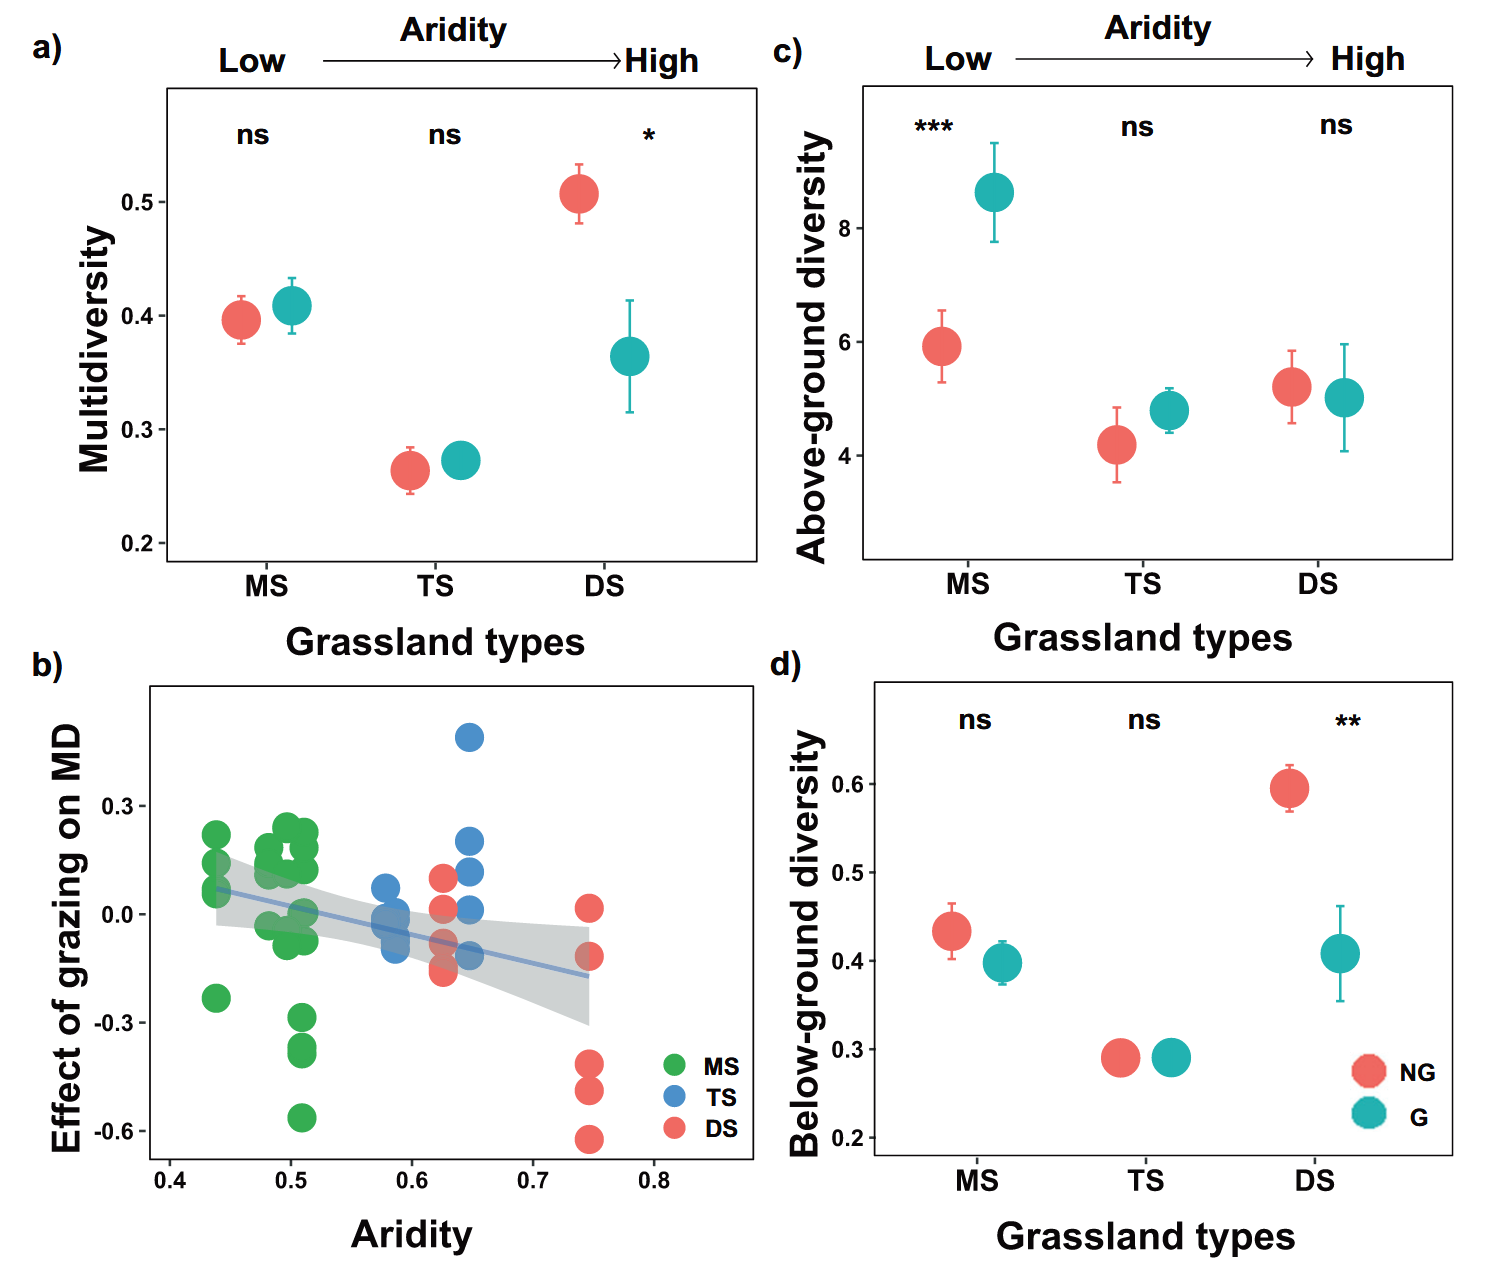 a)
Aridity
Low
High
ns
ns
*
0.5
0.4
0.3
0.2
Multidiversity
MS
TS
DS
Grassland types
c)
Aridity
Low
High
***
ns
ns
8
6
4
Above-ground diversity
MS
TS
DS
Grassland types
b)
0.3
0.0
-0.3
-0.6
Effect of grazing on MD
MS
TS
DS
0.4
0.5
0.6
0.7
0.8
Aridity
d)
ns
ns
**
0.6
0.5
0.4
0.3
0.2
Below-ground diversity
NG
G
MS
TS
DS
Grassland types